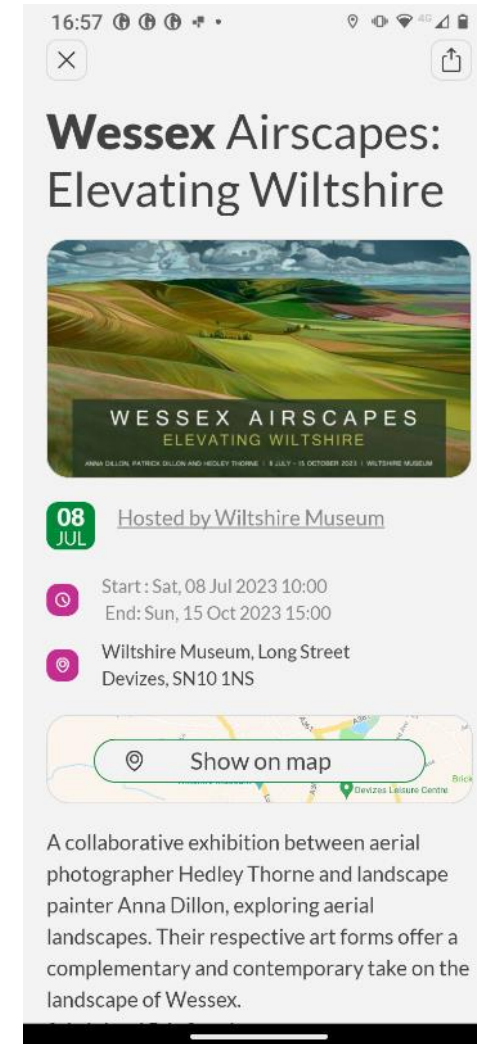 16:57
4G
Wessex Airscapes:
Elevating Wiltshire
WESSEX AIRSCAPES
ELEVATING WILTSHIRE
ANNA DILLON, PATRICK DILLON AND HEDLEY THORNE | 8 JULY - 15 OCTOBER 2023 | WILTSHIRE MUSEUM
08
JUL
Hosted by Wiltshire Museum
Start : Sat, 08 Jul 2023 10:00
End: Sun, 15 Oct 2023 15:00
Wiltshire Museum, Long Street
Devizes, SN10 1NS
A361
Show on map
Brick
Devizes Leisure Centre
A collaborative exhibition between aerial
photographer Hedley Thorne and landscape
painter Anna Dillon, exploring aerial
landscapes. Their respective art forms offer a
complementary and contemporary take on the
landscape of Wessex.